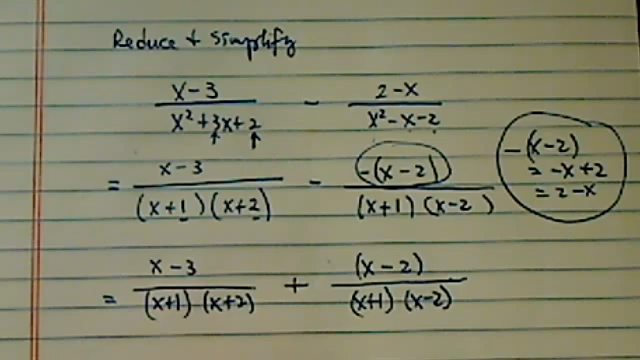 Reduce + Simplify
x-3 / x²+3x+2 - 2-x / x²-x-2
= x-3 / (x+1)(x+2) - -(x-2) / (x+1)(x-2)
-(x-2)
= -x+2
= 2-x
= x-3 / (x+1)(x+2) + (x-2) / (x+1)(x-2)